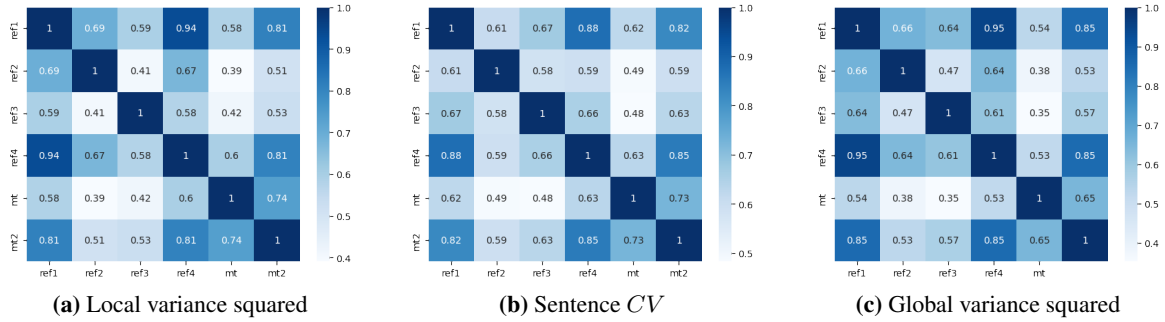 ref1 1 0.69 0.59 0.94 0.58 0.81
ref2 0.69 1 0.41 0.67 0.39 0.51
ref3 0.59 0.41 1 0.58 0.42 0.53
ref4 0.94 0.67 0.58 1 0.6 0.81
mt 0.58 0.39 0.42 0.6 1 0.74
mt2 0.81 0.51 0.53 0.81 0.74 1
ref1 ref2 ref3 ref4 mt mt2
1.0
0.9
0.8
0.7
0.6
0.5
0.4
(a) Local variance squared
ref1 1 0.61 0.67 0.88 0.62 0.82
ref2 0.61 1 0.58 0.59 0.49 0.59
ref3 0.67 0.58 1 0.66 0.48 0.63
ref4 0.88 0.59 0.66 1 0.63 0.85
mt 0.62 0.49 0.48 0.63 1 0.73
mt2 0.82 0.59 0.63 0.85 0.73 1
ref1 ref2 ref3 ref4 mt mt2
1.0
0.9
0.8
0.7
0.6
0.5
(b) Sentence CV
ref1 1 0.66 0.64 0.95 0.54 0.85
ref2 0.66 1 0.47 0.64 0.38 0.53
ref3 0.64 0.47 1 0.61 0.35 0.57
ref4 0.95 0.64 0.61 1 0.53 0.85
mt 0.54 0.38 0.35 0.53 1 0.65
0.85 0.53 0.57 0.85 0.65 1
ref1 ref2 ref3 ref4 mt
1.0
0.9
0.8
0.7
0.6
0.5
0.4
(c) Global variance squared